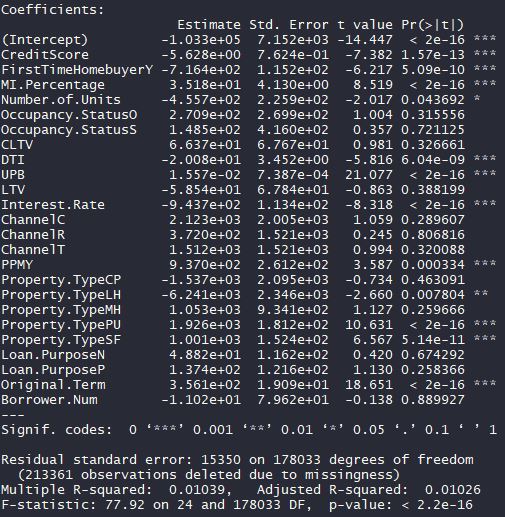 Coefficients:
                      Estimate Std. Error t value Pr(>|t|)
(Intercept)         -1.033e+05  7.152e+03 -14.447  < 2e-16 ***
CreditScore         -5.628e+00  7.624e-01  -7.382 1.57e-13 ***
FirstTimeHomebuyerY -7.164e+02  1.152e+02  -6.217 5.09e-10 ***
MI.Percentage        3.518e+01  4.130e+00   8.519  < 2e-16 ***
Number.of.Units     -4.557e+02  2.259e+02  -2.017 0.043692 *
Occupancy.StatusO    2.709e+02  2.699e+02   1.004 0.315556
Occupancy.StatusS    1.485e+02  4.160e+02   0.357 0.721125
CLTV                 6.637e+01  6.767e+01   0.981 0.326661
DTI                 -2.008e+01  3.452e+00  -5.816 6.04e-09 ***
UPB                  1.557e-02  7.387e-04  21.077  < 2e-16 ***
LTV                 -5.854e+01  6.784e+01  -0.863 0.388199
Interest.Rate       -9.437e+02  1.134e+02  -8.318  < 2e-16 ***
ChannelC             2.123e+03  2.005e+03   1.059 0.289607
ChannelR             3.720e+02  1.521e+03   0.245 0.806816
ChannelT             1.512e+03  1.521e+03   0.994 0.320088
PPMY                 9.370e+02  2.612e+02   3.587 0.000334 ***
Property.TypeCP     -1.537e+03  2.095e+03  -0.734 0.463091
Property.TypeLH     -6.241e+03  2.346e+03  -2.660 0.007804 **
Property.TypeMH      1.053e+03  9.341e+02   1.127 0.259666
Property.TypePU      1.926e+03  1.812e+02  10.631  < 2e-16 ***
Property.TypeSF      1.001e+03  1.524e+02   6.567 5.14e-11 ***
Loan.PurposeN        4.882e+01  1.162e+02   0.420 0.674292
Loan.PurposeP        1.374e+02  1.216e+02   1.130 0.258366
Original.Term        3.561e+02  1.909e+01  18.651  < 2e-16 ***
Borrower.Num        -1.102e+01  7.962e+01  -0.138 0.889927
---
Signif. codes:  0 ‘***’ 0.001 ‘**’ 0.01 ‘*’ 0.05 ‘.’ 0.1 ‘ ’ 1
Residual standard error: 15350 on 178033 degrees of freedom
  (213361 observations deleted due to missingness)
Multiple R-squared:  0.01039,   Adjusted R-squared:  0.01026
F-statistic: 77.92 on 24 and 178033 DF,  p-value: < 2.2e-16